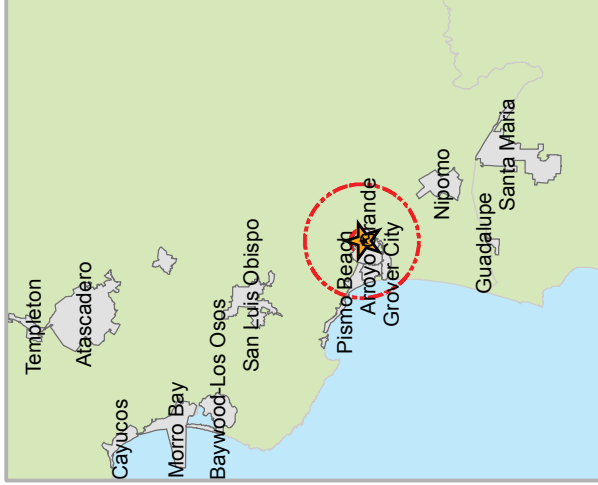 Templeton
Atascadero
Cayucos
Morro Bay
Baywood-Los Osos
San Luis Obispo
Pismo Beach
Arroyo Grande
Grover City
Nipomo
Guadalupe
Santa Maria